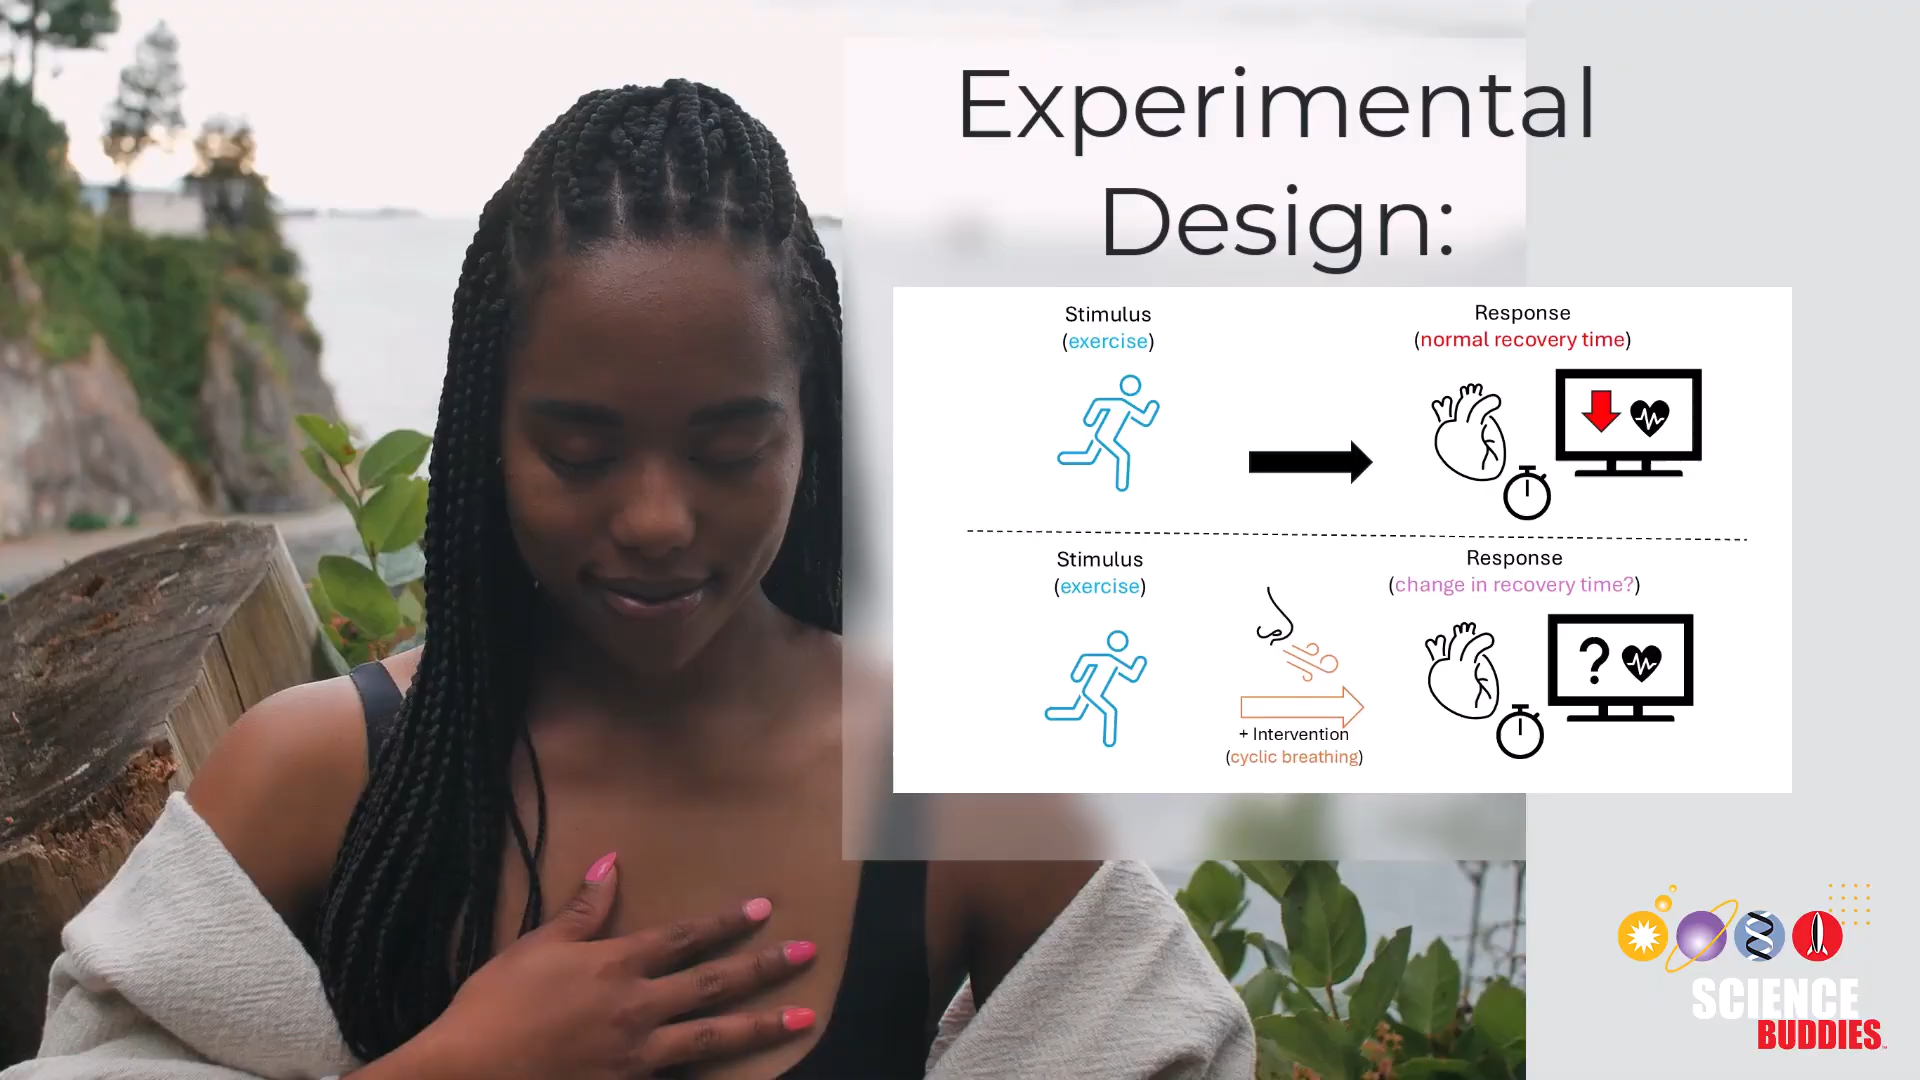 Experimental
Design:
Stimulus
(exercise)
Response
(normal recovery time)
Stimulus
(exercise)
+ Intervention
(cyclic breathing)
Response
(change in recovery time?)
?
SCIENCE
BUDDIES